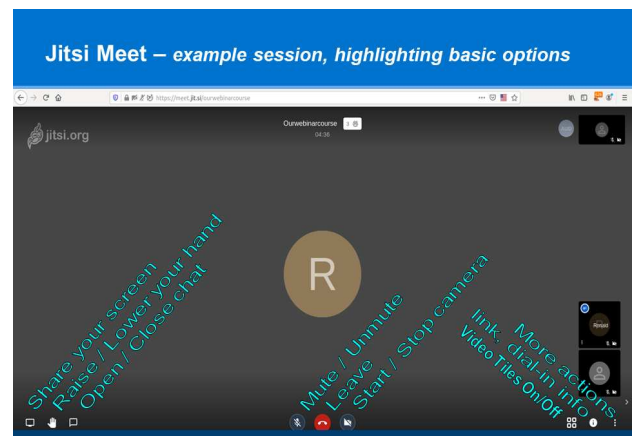 Jitsi Meet – example session, highlighting basic options
https://meet.jit.si/ourwebinarcourse
jitsi.org
Ourwebinarcourse
04:36
R
Share your screen
Raise / Lower your hand
Open / Close chat
Mute / Unmute
Leave
Start / Stop camera
More actions
link, dial-in info
Video Tiles On/Off